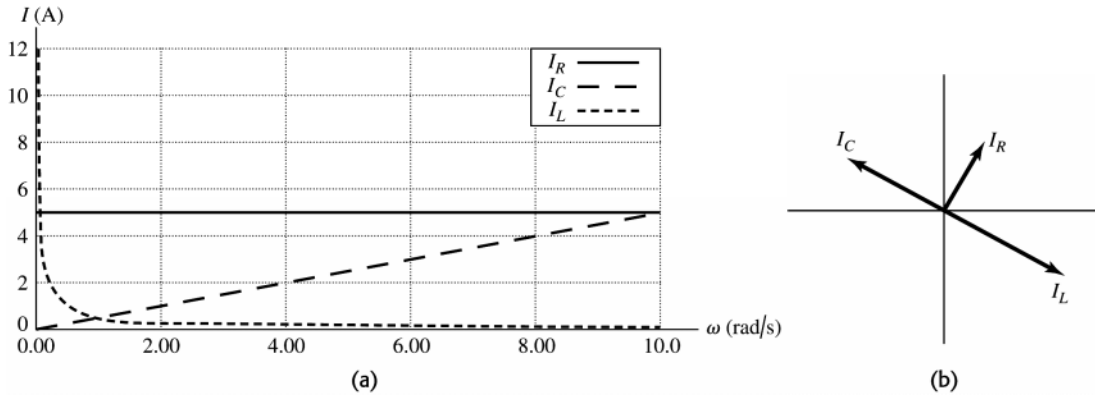 I (A)
12
10
8
6
4
2
0
0.00 2.00 4.00 6.00 8.00 10.0
ω (rad/s)
I_R
I_C
I_L
(a)
I_C
I_R
I_L
(b)